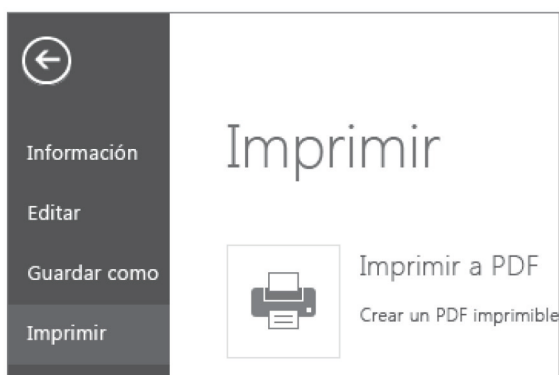 Información
Editar
Guardar como
Imprimir
Imprimir
Imprimir a PDF
Crear un PDF imprimible